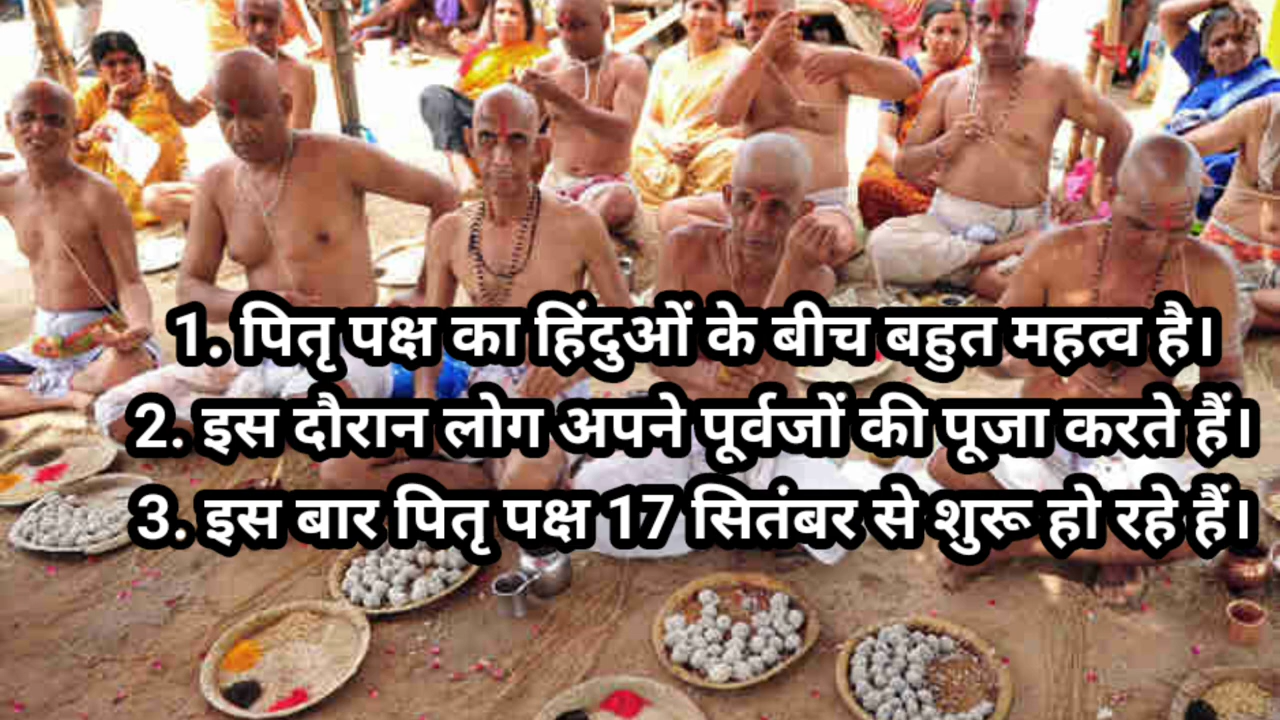 1. पितृ पक्ष का हिंदुओं के बीच बहुत महत्व है।
2. इस दौरान लोग अपने पूर्वजों की पूजा करते हैं।
3. इस बार पितृ पक्ष 17 सितंबर से शुरू हो रहे हैं।